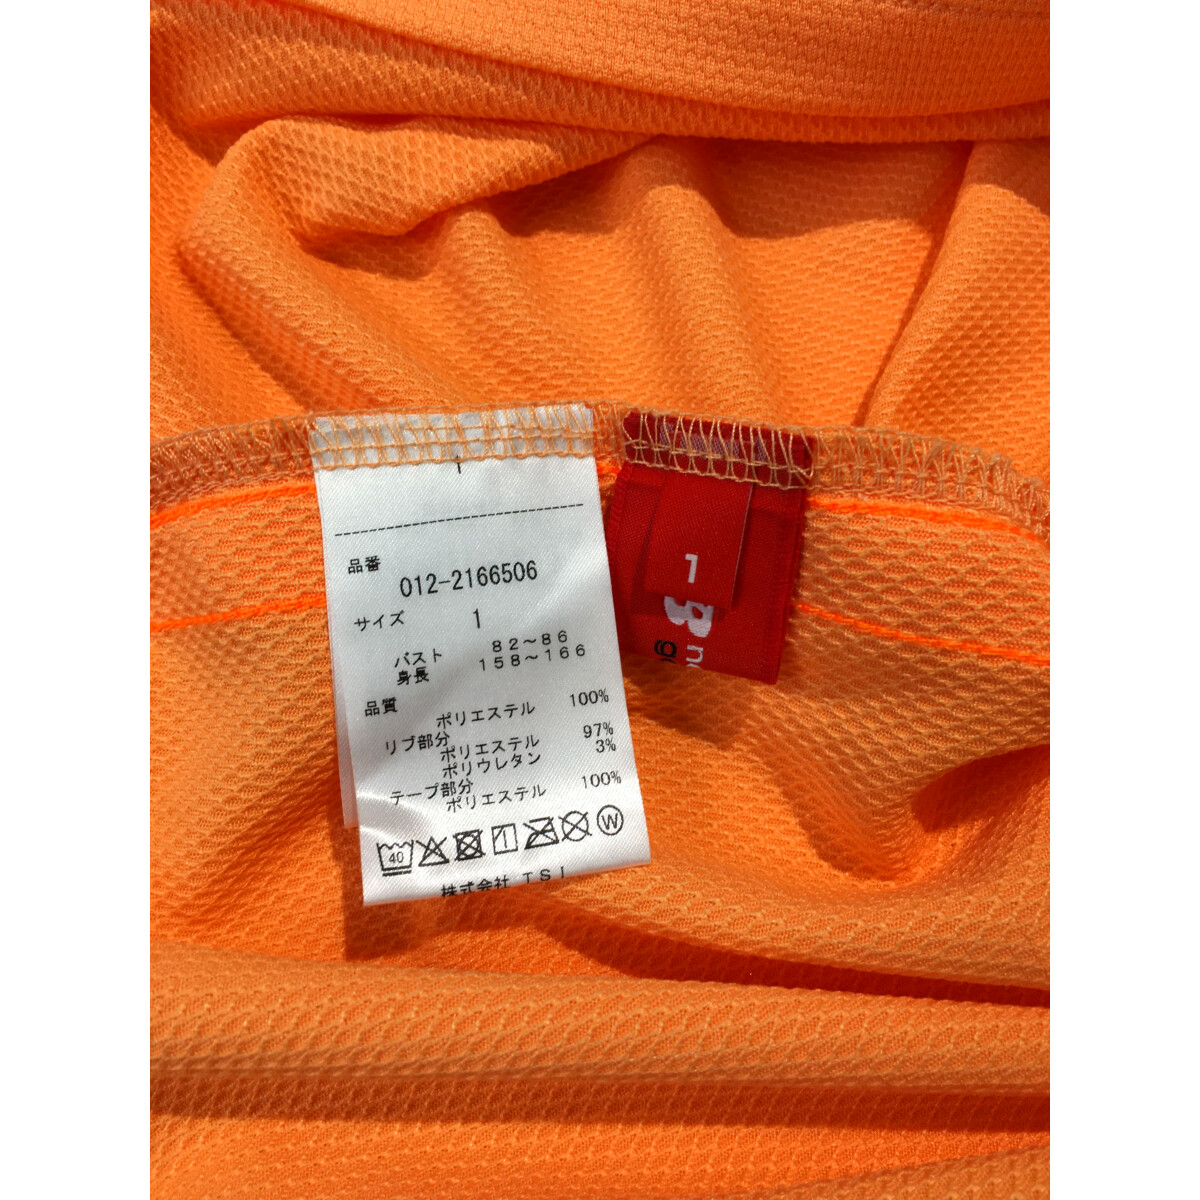 品番
012-2166506
サイズ 1
バスト 82～86
身長 158～166
品質
ポリエステル 100%
リブ部分
ポリエステル 97%
ポリウレタン 3%
テープ部分
ポリエステル 100%
40
W
株式会社 TSI
1